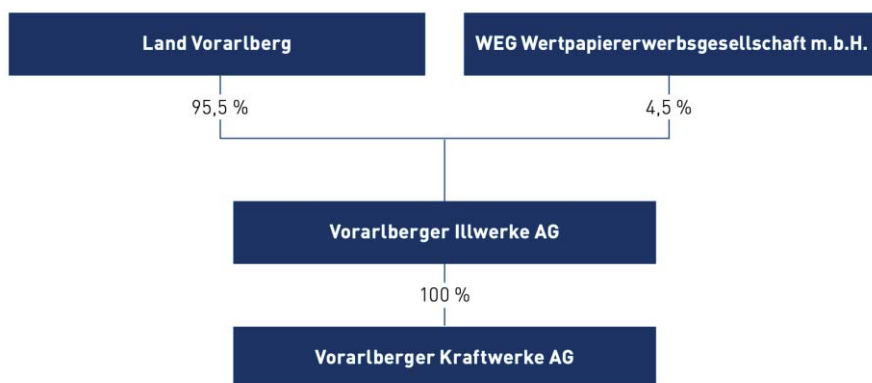 Land Vorarlberg
WEG Wertpapiererwerbsgesellschaft m.b.H.
95,5 %
4,5 %
Vorarlberger Illwerke AG
100 %
Vorarlberger Kraftwerke AG